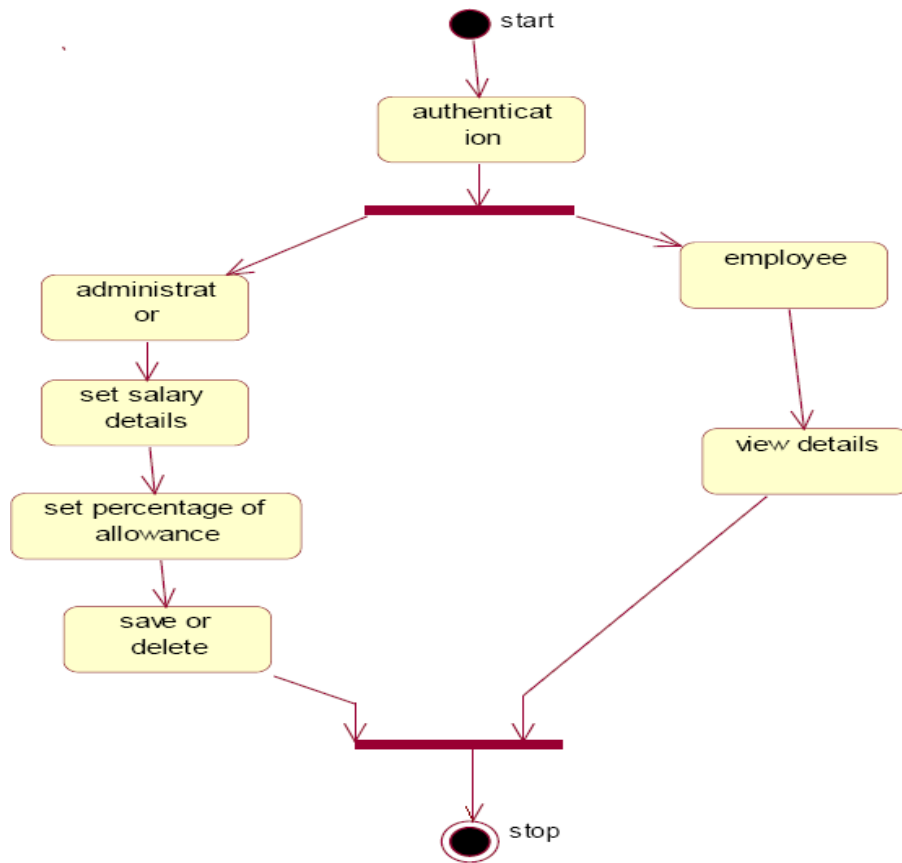 start
authenticat
ion
administrat
or
employee
set salary
details
view details
set percentage of
allowance
save or
delete
stop